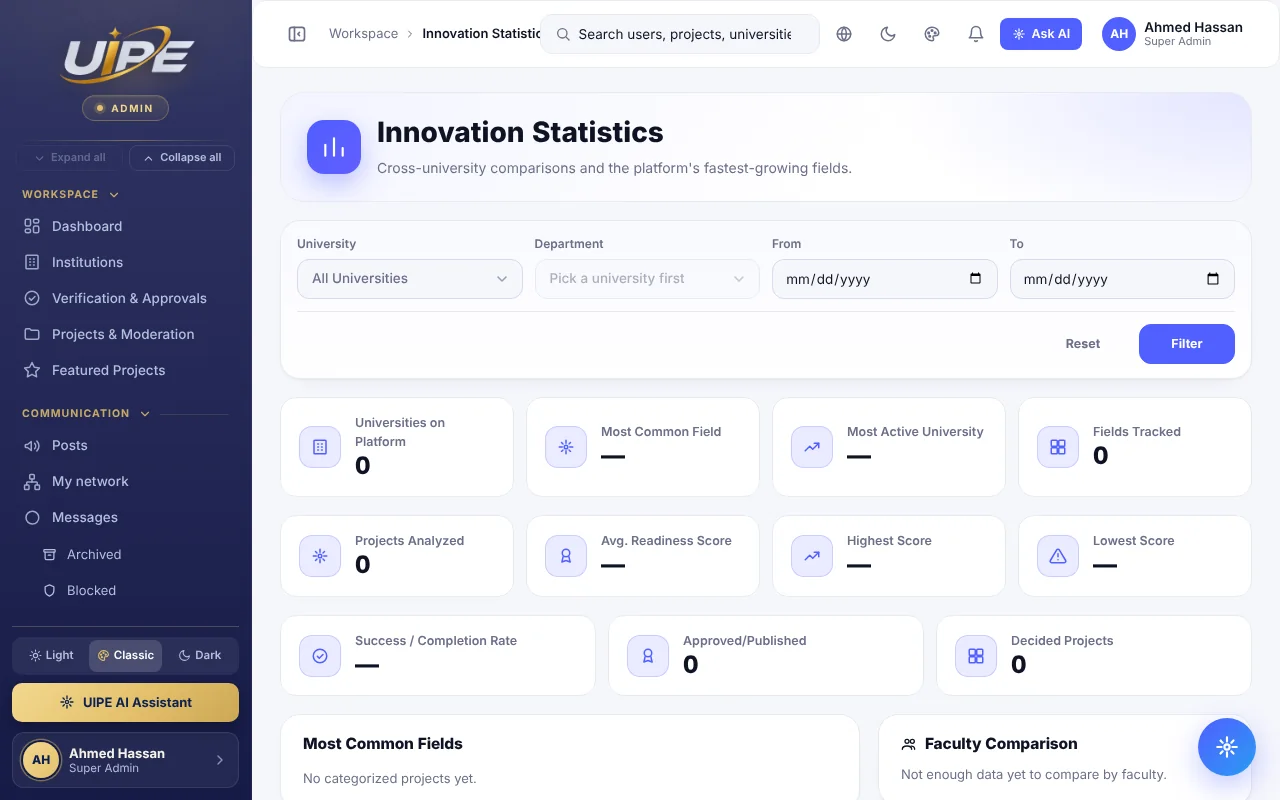 UIPE
ADMIN
Expand all
Collapse all
WORKSPACE
Dashboard
Institutions
Verification & Approvals
Projects & Moderation
Featured Projects
COMMUNICATION
Posts
My network
Messages
Archived
Blocked
Light
Classic
Dark
UIPE AI Assistant
AH
Ahmed Hassan
Super Admin
Workspace
Innovation Statistic
Search users, projects, universitie
Ask AI
AH
Ahmed Hassan
Super Admin
Innovation Statistics
Cross-university comparisons and the platform's fastest-growing fields.
University
Department
From
To
All Universities
Pick a university first
mm/dd/yyyy
mm/dd/yyyy
Reset
Filter
Universities on
Platform
0
Most Common Field
—
Most Active University
—
Fields Tracked
0
Projects Analyzed
0
Avg. Readiness Score
—
Highest Score
—
Lowest Score
—
Success / Completion Rate
—
Approved/Published
0
Decided Projects
0
Most Common Fields
No categorized projects yet.
Faculty Comparison
Not enough data yet to compare by faculty.